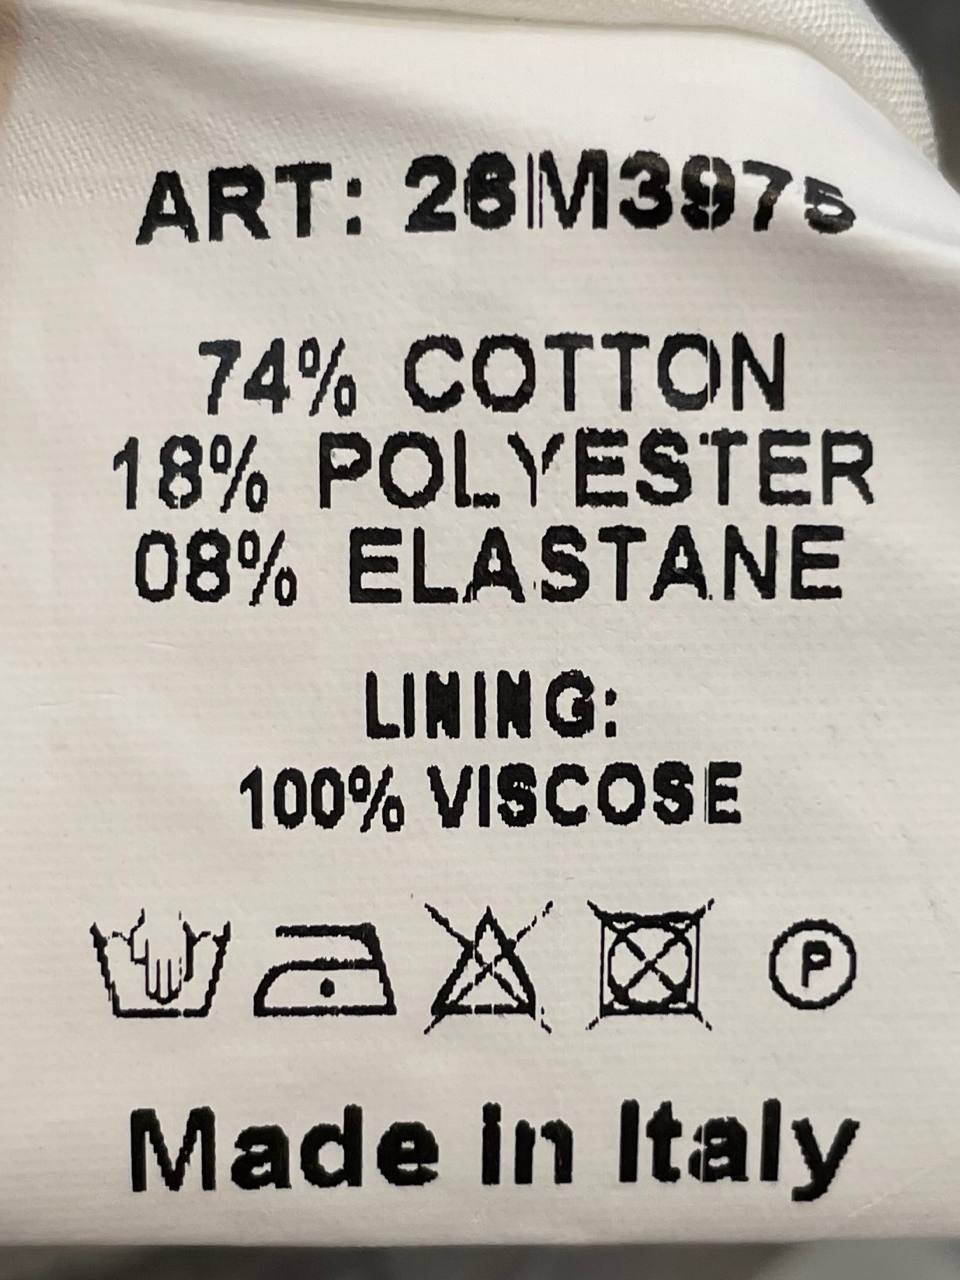 ART: 26M3975
74% COTTON
18% POLYESTER
08% ELASTANE
LINING:
100% VISCOSE
P
Made in Italy